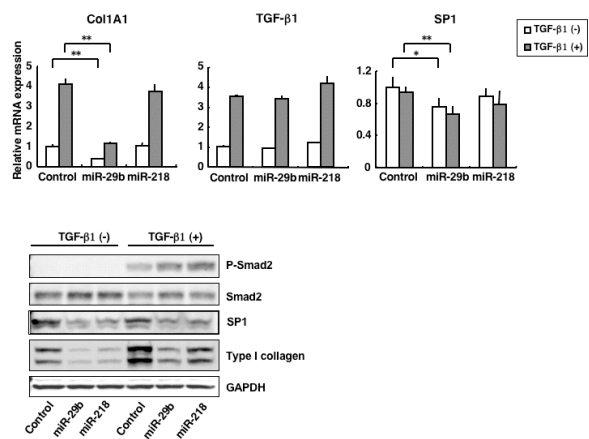 Col1A1
TGF-β1
SP1
TGF-β1 (-)
TGF-β1 (+)
Relative mRNA expression
5
4
3
2
1
0
**
**
Control miR-29b miR-218
5
4
3
2
1
0
Control miR-29b miR-218
1.2
0.8
0.4
0
**
*
Control miR-29b miR-218
TGF-β1 (-)
TGF-β1 (+)
P-Smad2
Smad2
SP1
Type I collagen
GAPDH
Control
miR-29b
miR-218
Control
miR-29b
miR-218